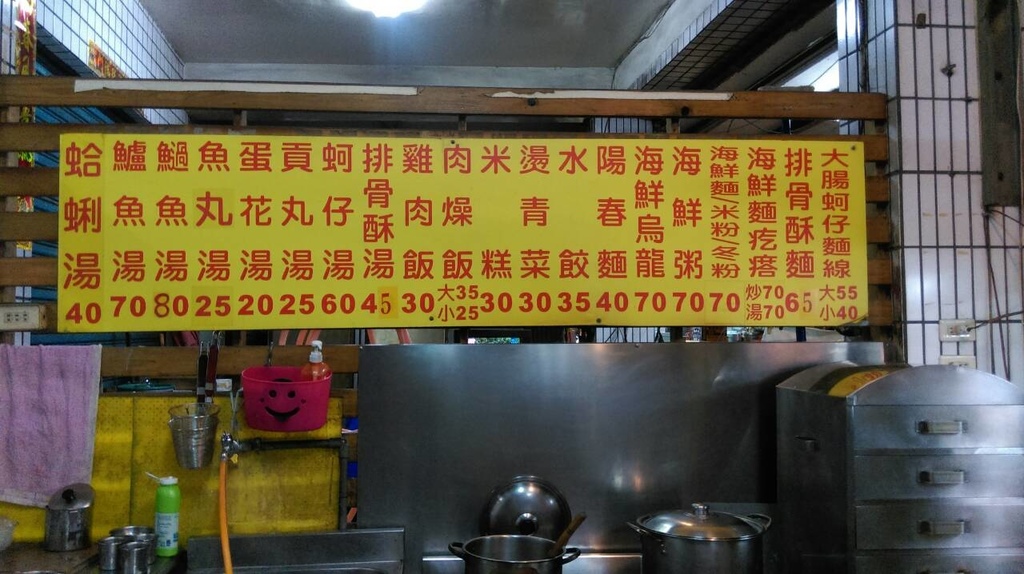 大腸蚵仔麵線 大55 小40
排骨酥麵 65
海鮮麵疙瘩 炒70 湯70
海鮮麵/米粉/冬粉 70
海鮮粥 70
海鮮烏龍 70
陽春麵 40
水餃 35
燙青菜 30
米糕 30
肉燥飯 大35 小25
雞肉飯 30
排骨酥湯 45
蚵仔湯 60
貢丸湯 25
蛋花湯 20
魚丸湯 25
鯣魚湯 80
鱸魚湯 70
蛤蜊湯 40